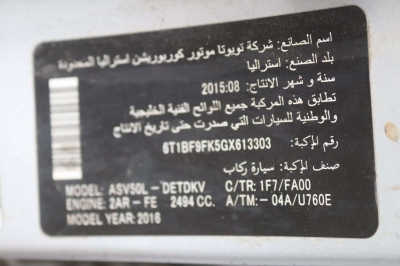 اسم الصانع: شركة تويوتا موتور كوربوريشن استراليا المحدودة
بلد الصنع: استراليا
سنة و شهر الانتاج: 2015:08
تطابق هذه المركبة جميع اللوائح الفنية الخليجية
والوطنية للسيارات التى صدرت حتى تاريخ الانتاج
رقم المركبة: 6T1BF9FK5GX613303
صنف المركبة: سيارة ركاب
MODEL: ASV50L - DETDKV C/TR: 1F7/FA00
ENGINE: 2AR - FE 2494 CC. A/TM: -04A/U760E
MODEL YEAR: 2016